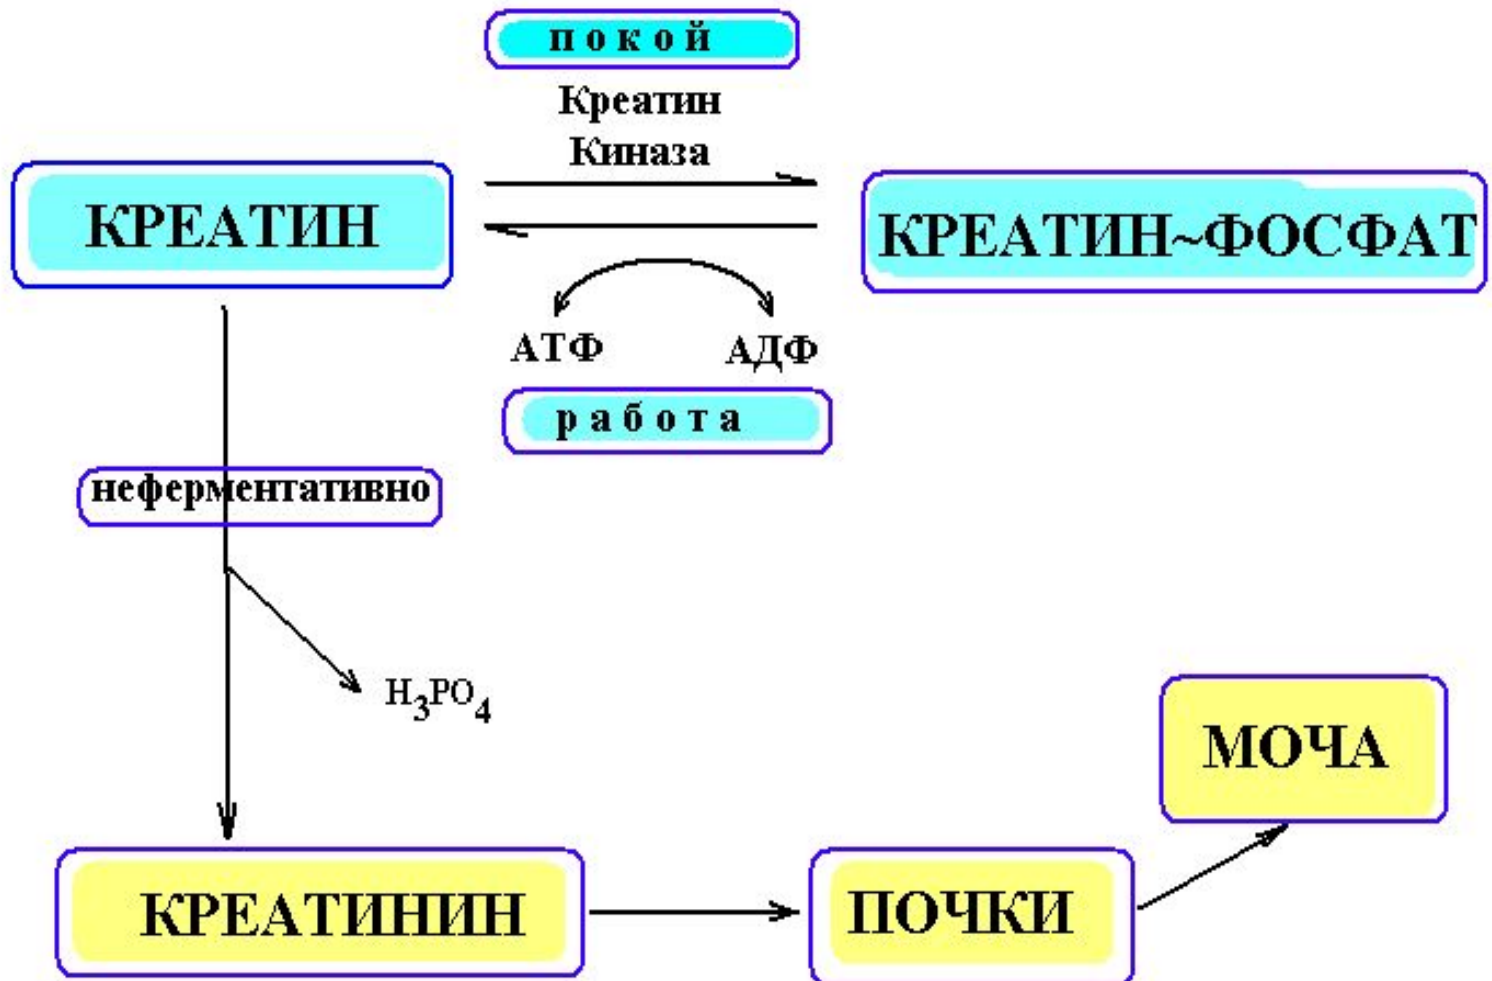 покой
Креатин
Киназа
КРЕАТИН
КРЕАТИН~ФОСФАТ
АТФ АДФ
работа
неферментативно
H3PO4
МОЧА
КРЕАТИНИН
ПОЧКИ